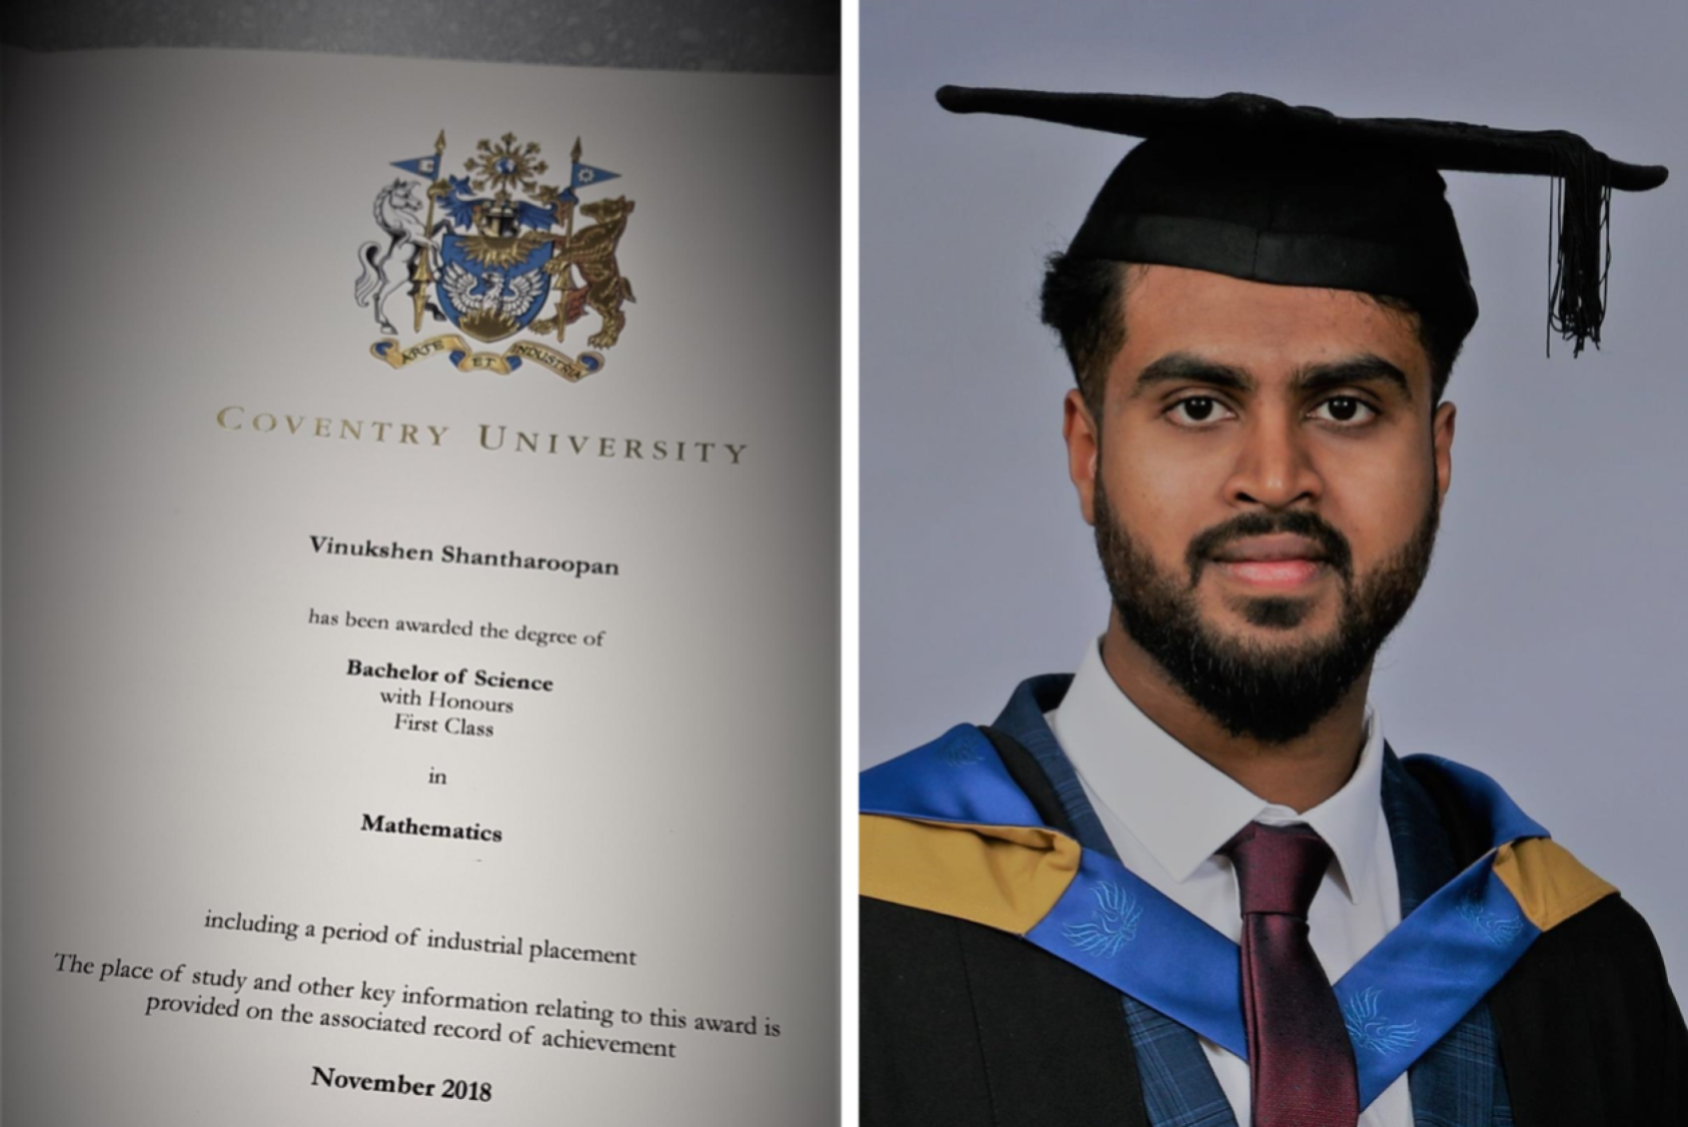 ARTE ET INDUSTRIA
COVENTRY UNIVERSITY
Vinukshen Shantharoopan
has been awarded the degree of
Bachelor of Science
with Honours
First Class
in
Mathematics
including a period of industrial placement
The place of study and other key information relating to this award is
provided on the associated record of achievement
November 2018